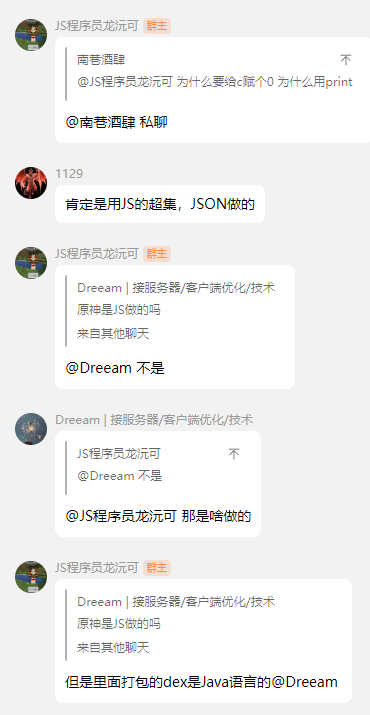 JS程序员龙沅可 群主
南巷酒肆
@JS程序员龙沅可 为什么要给c赋个0 为什么用print
@南巷酒肆 私聊
1129
肯定是用JS的超集，JSON做的
JS程序员龙沅可 群主
Dreeam | 接服务器/客户端优化/技术
原神是JS做的吗
来自其他聊天
@Dreeam 不是
Dreeam | 接服务器/客户端优化/技术
JS程序员龙沅可
@Dreeam 不是
@JS程序员龙沅可 那是啥做的
JS程序员龙沅可 群主
Dreeam | 接服务器/客户端优化/技术
原神是JS做的吗
来自其他聊天
但是里面打包的dex是Java语言的@Dreeam